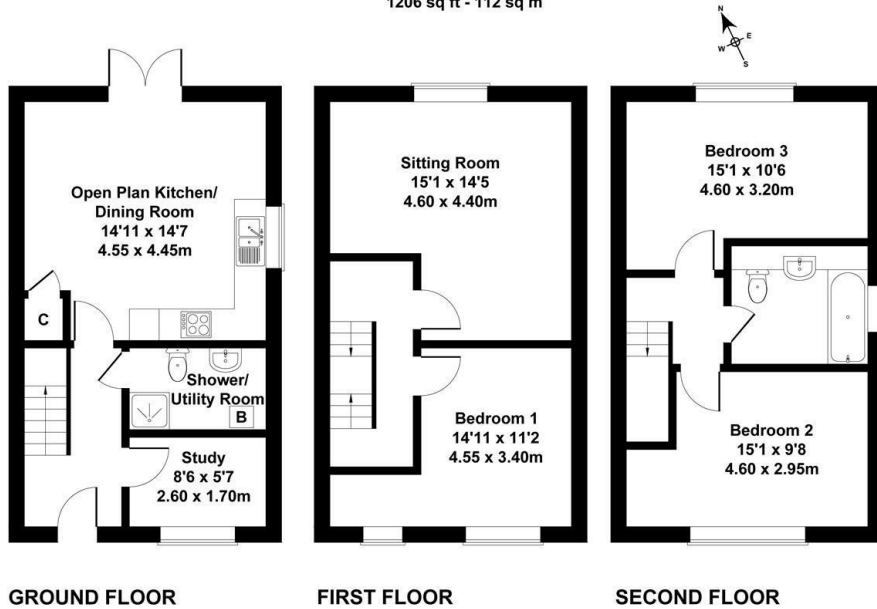 1206 sq ft - 112 sq m
N
E
W
S
Open Plan Kitchen/
Dining Room
14'11 x 14'7
4.55 x 4.45m
C
Shower/
Utility Room
B
Study
8'6 x 5'7
2.60 x 1.70m
Sitting Room
15'1 x 14'5
4.60 x 4.40m
Bedroom 1
14'11 x 11'2
4.55 x 3.40m
Bedroom 3
15'1 x 10'6
4.60 x 3.20m
Bedroom 2
15'1 x 9'8
4.60 x 2.95m
GROUND FLOOR
FIRST FLOOR
SECOND FLOOR